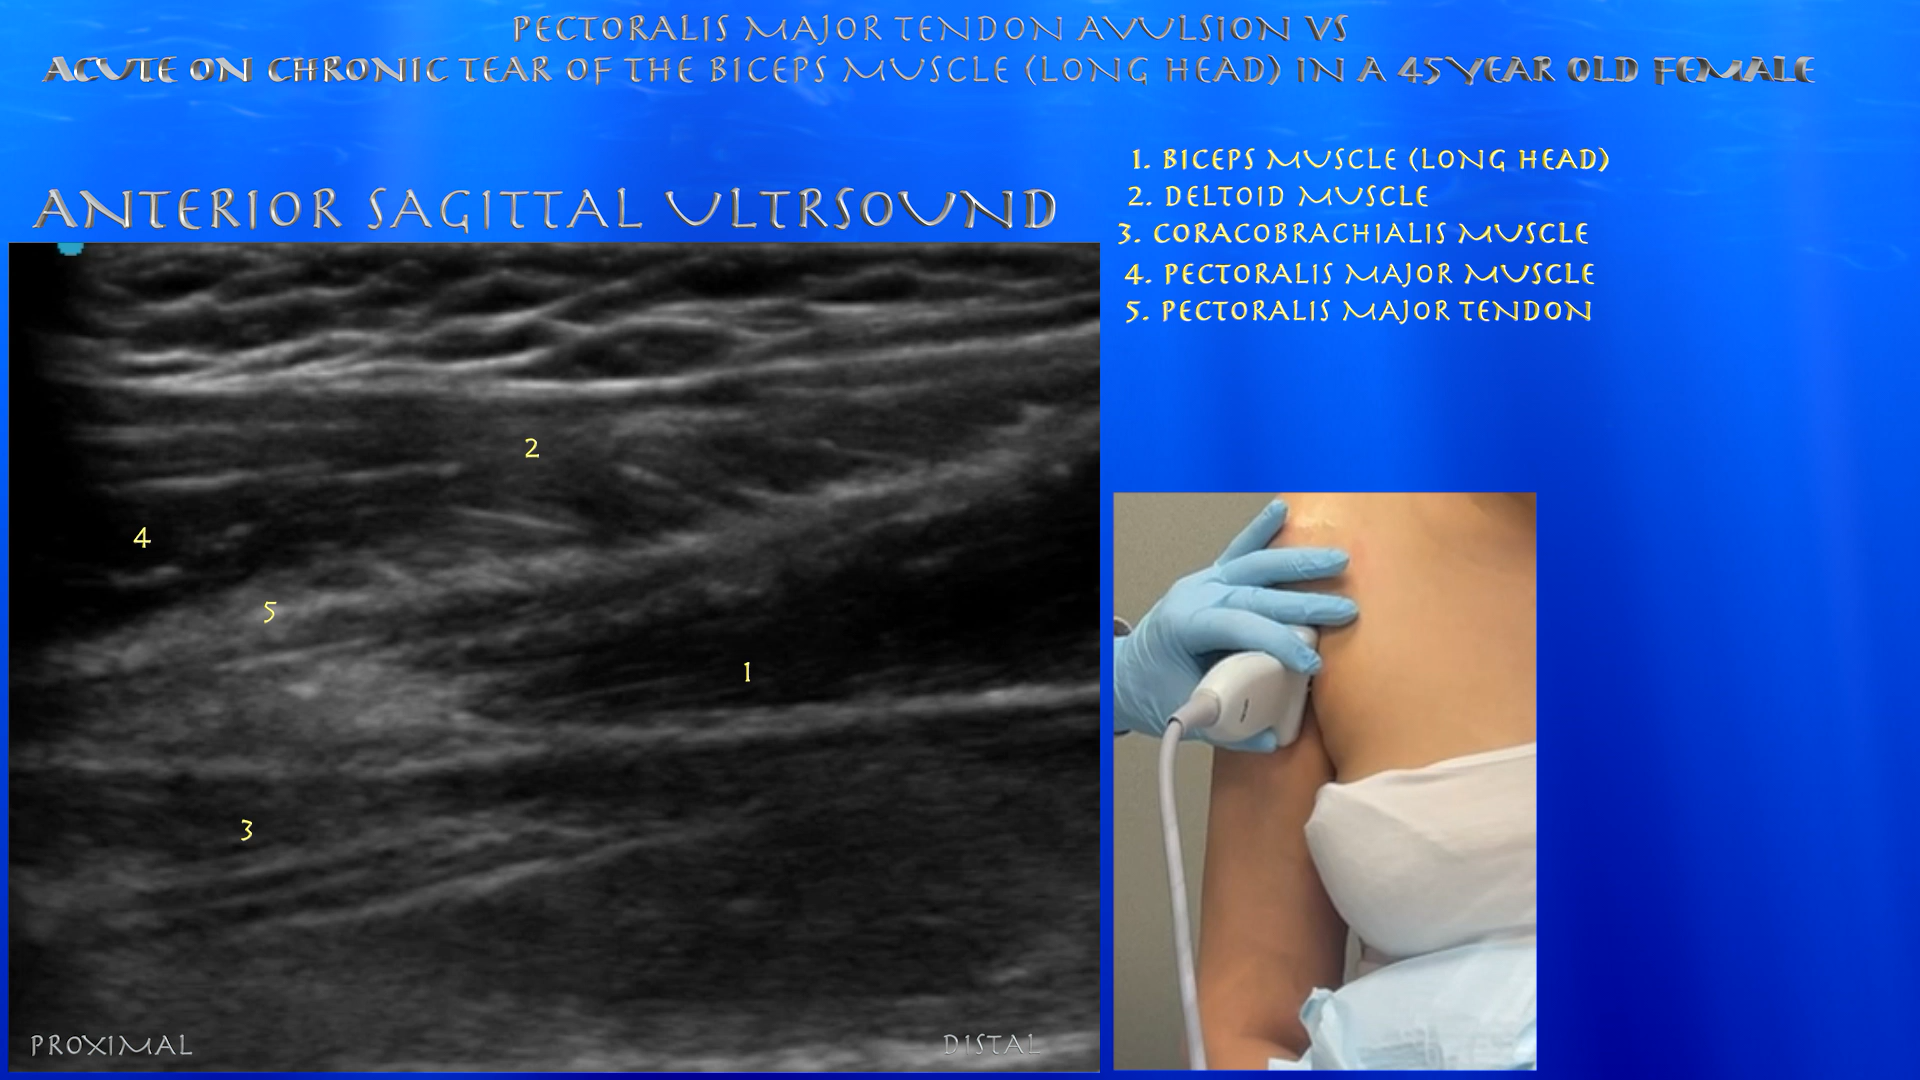 PECTORALIS MAJOR TENDON AVULSION VS
ACUTE ON CHRONIC TEAR OF THE BICEPS MUSCLE (LONG HEAD) IN A 45 YEAR OLD FEMALE
ANTERIOR SAGITTAL ULTRSOUND
1. BICEPS MUSCLE (LONG HEAD)
2. DELTOID MUSCLE
3. CORACOBRACHIALIS MUSCLE
4. PECTORALIS MAJOR MUSCLE
5. PECTORALIS MAJOR TENDON
2
4
5
1
3
PROXIMAL
DISTAL